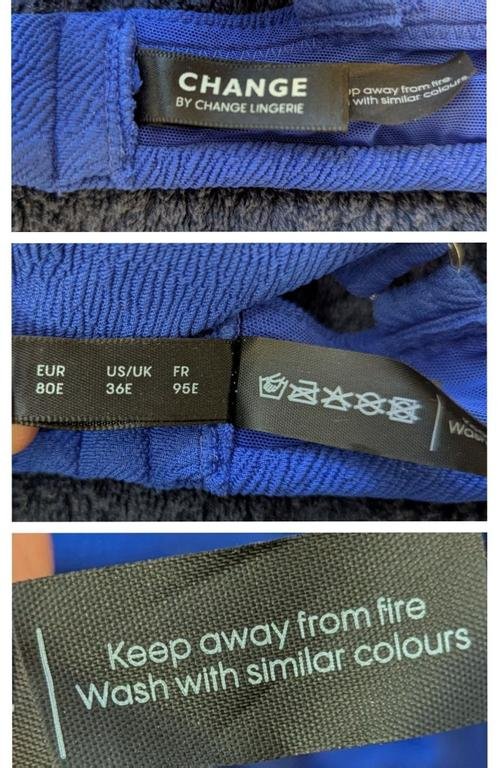 CHANGE
BY CHANGE LINGERIE
away from fire
with similar colours
EUR US/UK FR
80E 36E 95E
Wash
Keep away from fire
Wash with similar colours